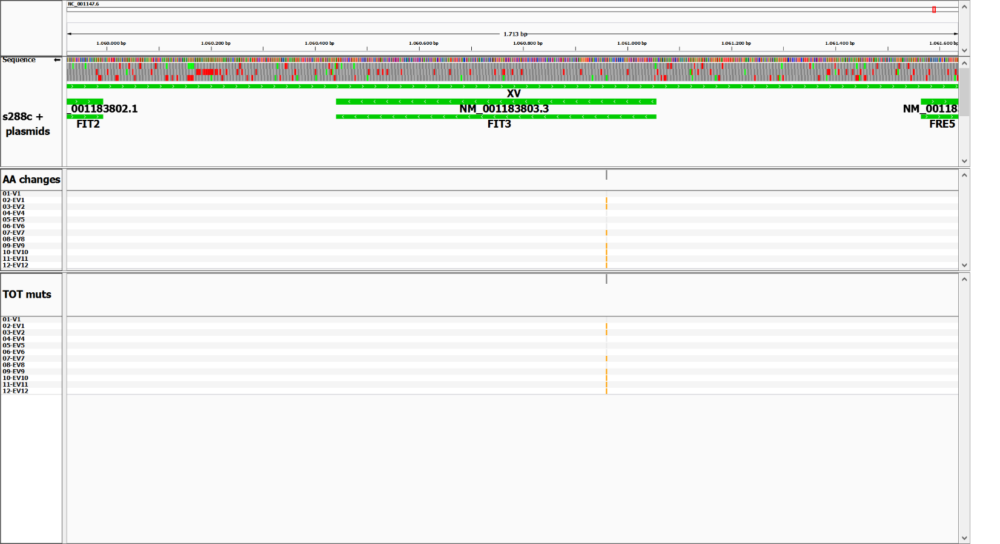 NC_001147.6
1.713 bp
1.060.000 bp 1.060.200 bp 1.060.400 bp 1.060.600 bp 1.060.800 bp 1.061.000 bp 1.061.200 bp 1.061.400 bp 1.061.600 bp
Sequence
XV
_001183802.1 NM_001183803.3 NM_00118
s288c +
plasmids
FIT2 FIT3 FRE5
AA changes
01-V1
02-EV1
03-EV2
04-EV4
05-EV5
06-EV6
07-EV7
08-EV8
09-EV9
10-EV10
11-EV11
12-EV12
TOT muts
01-V1
02-EV1
03-EV2
04-EV4
05-EV5
06-EV6
07-EV7
08-EV8
09-EV9
10-EV10
11-EV11
12-EV12